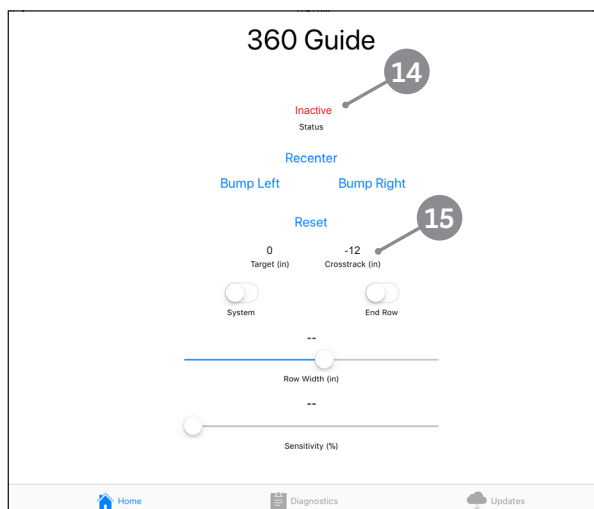 360 Guide
14
Inactive
Status
Recenter
Bump Left Bump Right
Reset
15
0 -12
Target (in) Crosstrack (in)
System End Row
--
Row Width (in)
--
Sensitivity (%)
Home Diagnostics Updates